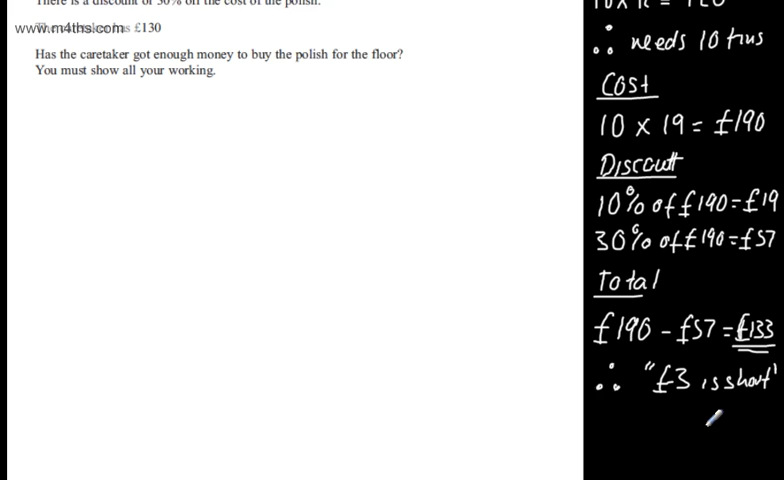 There is a discount of 30% off the cost of the polish.
www.m4ths.com £130
Has the caretaker got enough money to buy the polish for the floor?
You must show all your working.
∴ needs 10 tins
Cost
10 × 19 = £190
Discount
10% of £190 = £19
30% of £190 = £57
Total
£190 - £57 = £133
∴ "£3 is short"